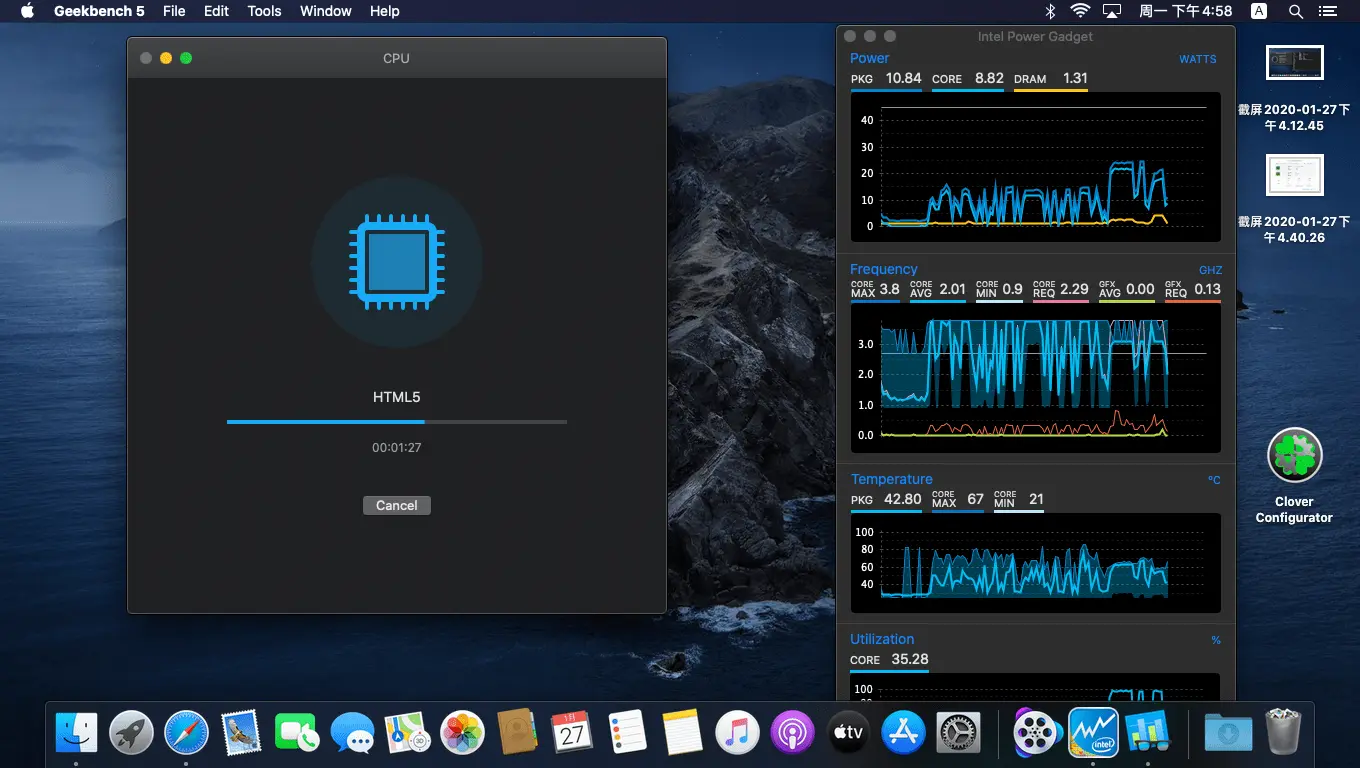 Geekbench 5 File Edit Tools Window Help
周一 下午4:58 A
CPU
HTML5
00:01:27
Cancel
Intel Power Gadget
Power WATTS
PKG 10.84 CORE 8.82 DRAM 1.31
40
30
20
10
0
Frequency GHZ
CORE MAX 3.8 CORE AVG 2.01 CORE MIN 0.9 CORE REQ 2.29 GFX AVG 0.00 GFX REQ 0.13
3.0
2.0
1.0
0.0
Temperature °C
PKG 42.80 CORE MAX 67 CORE MIN 21
100
80
60
40
Utilization %
CORE 35.28
100
截屏2020-01-27下
午4.12.45
截屏2020-01-27下
午4.40.26
Clover
Configurator
3D
1月
27
tv
intel